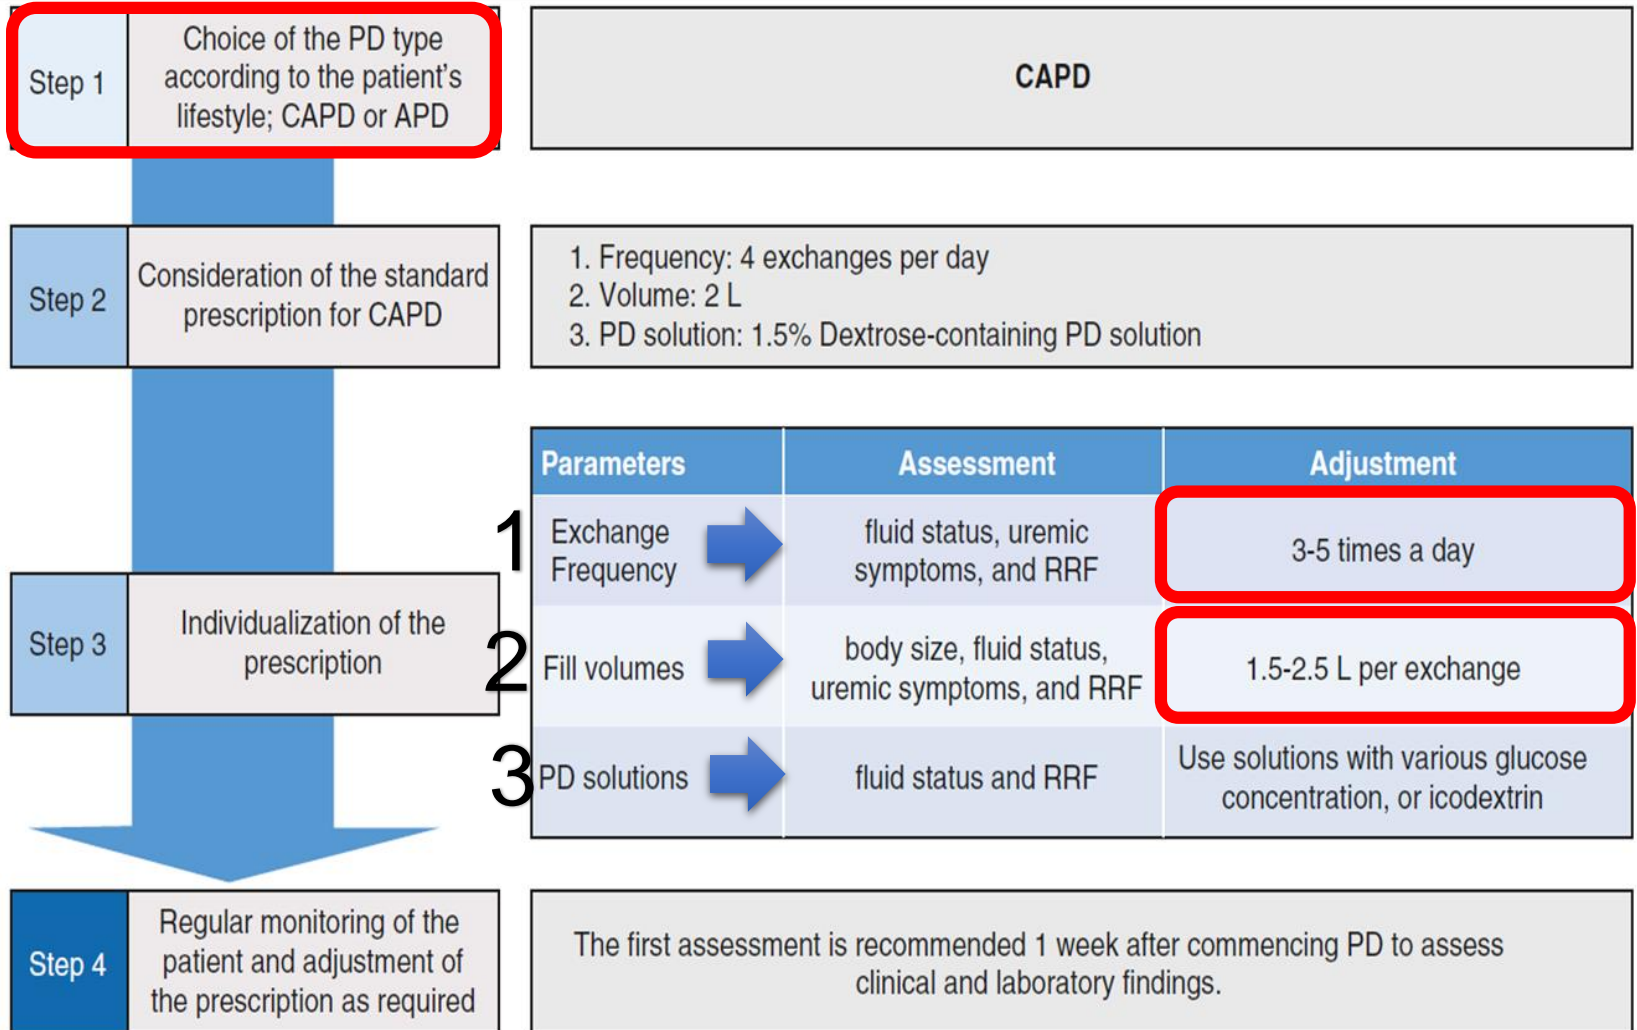 Step 1
Choice of the PD type
according to the patient's
lifestyle; CAPD or APD
CAPD
Step 2
Consideration of the standard
prescription for CAPD
1. Frequency: 4 exchanges per day
2. Volume: 2 L
3. PD solution: 1.5% Dextrose-containing PD solution
Step 3
Individualization of the
prescription
Parameters
Assessment
Adjustment
1
Exchange
Frequency
fluid status, uremic
symptoms, and RRF
3-5 times a day
2
Fill volumes
body size, fluid status,
uremic symptoms, and RRF
1.5-2.5 L per exchange
3
PD solutions
fluid status and RRF
Use solutions with various glucose
concentration, or icodextrin
Step 4
Regular monitoring of the
patient and adjustment of
the prescription as required
The first assessment is recommended 1 week after commencing PD to assess
clinical and laboratory findings.